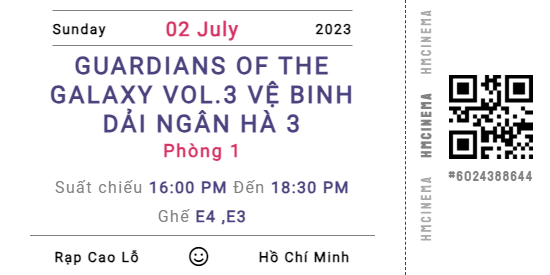 Sunday 02 July 2023
GUARDIANS OF THE
GALAXY VOL.3 VỆ BINH
DẢI NGÂN HÀ 3
Phòng 1
Suất chiếu 16:00 PM Đến 18:30 PM
Ghế E4 ,E3
Rạp Cao Lỗ Hồ Chí Minh
HMCINEMA
HMCINEMA
HMCINEMA
#6024388644